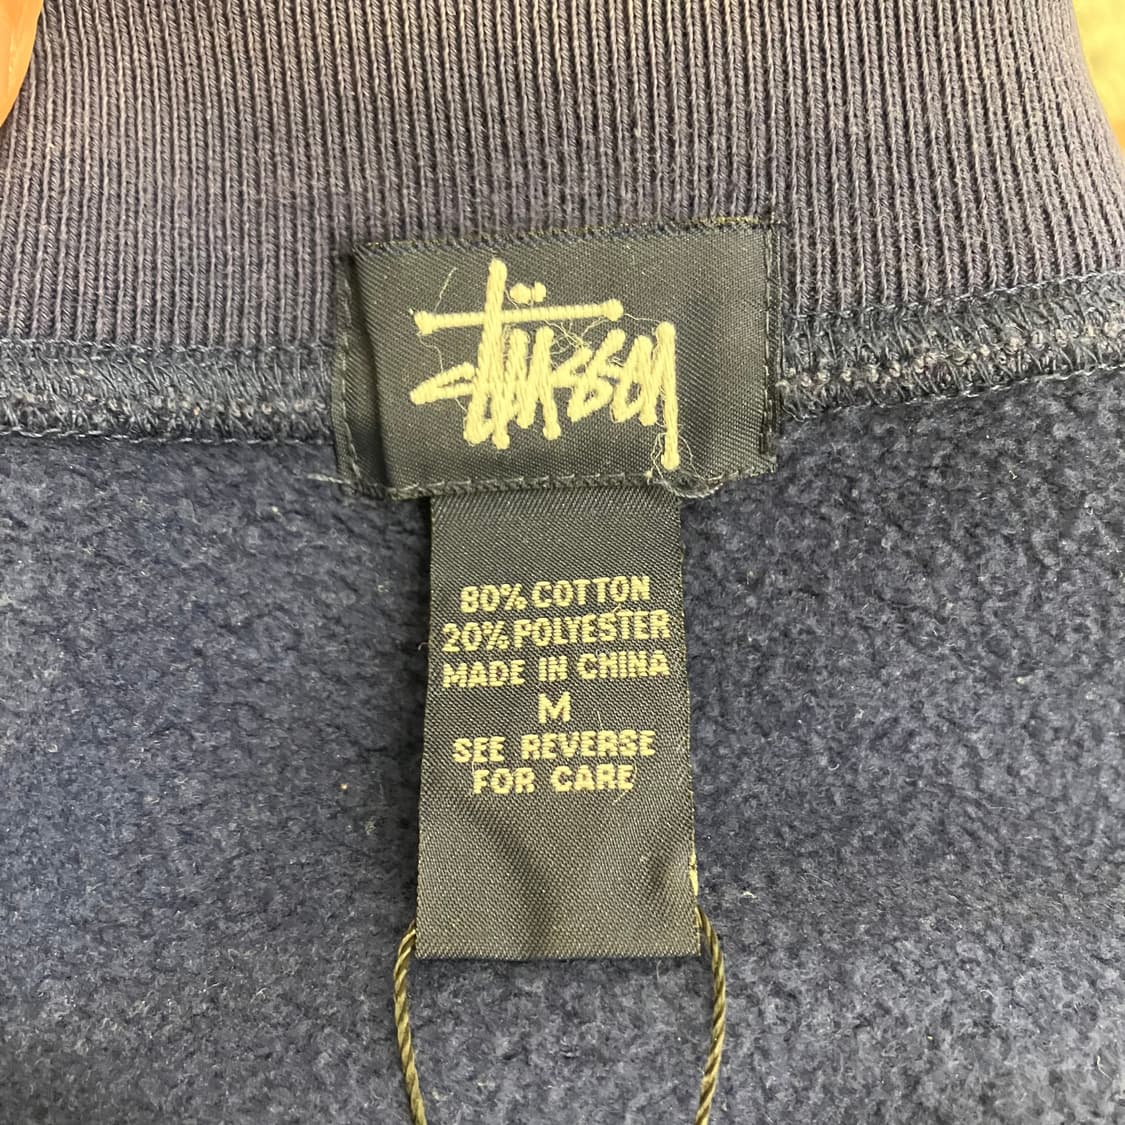 Stüssy
80% COTTON
20% POLYESTER
MADE IN CHINA
M
SEE REVERSE
FOR CARE